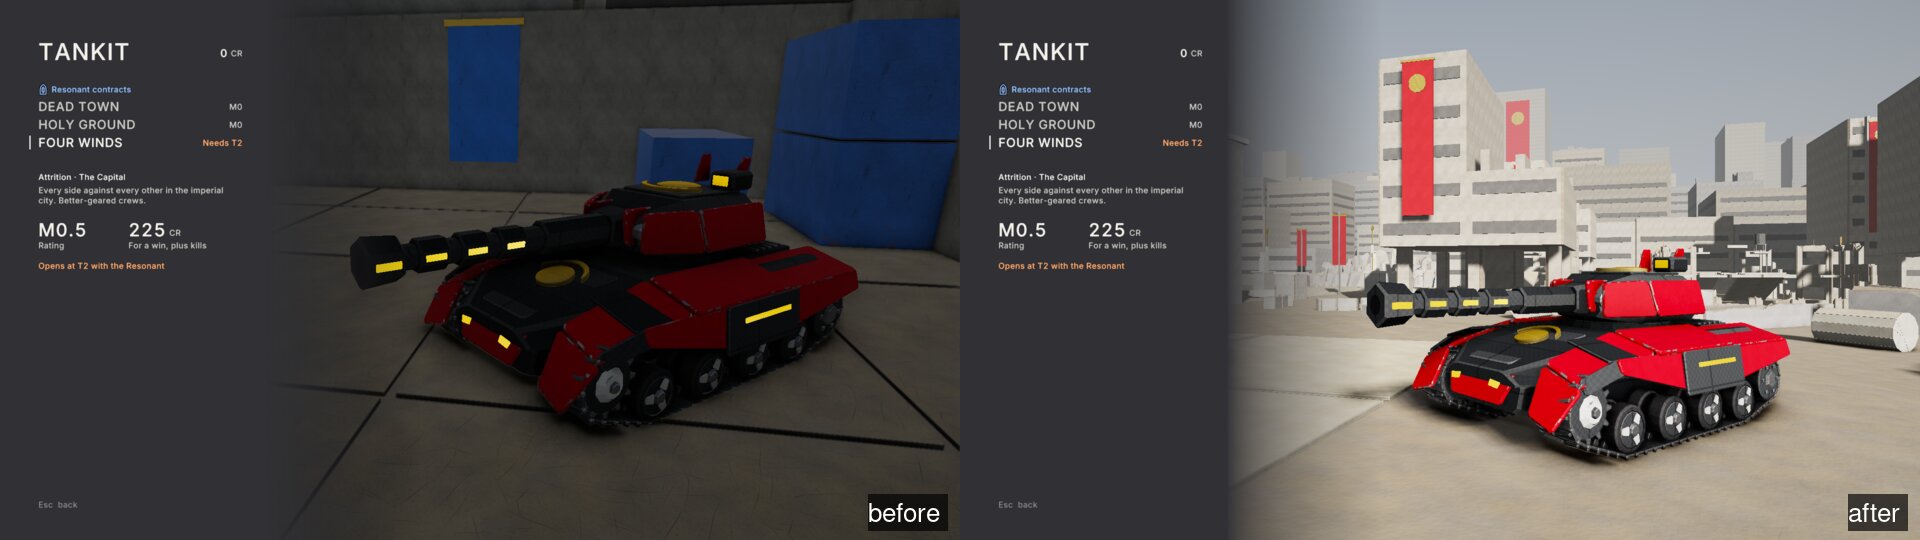 TANKIT 0 CR
Resonant contracts
DEAD TOWN M0
HOLY GROUND M0
FOUR WINDS Needs T2
Attrition · The Capital
Every side against every other in the imperial
city. Better-geared crews.
M0.5 225 CR
Rating For a win, plus kills
Opens at T2 with the Resonant
Esc back
before
TANKIT 0 CR
Resonant contracts
DEAD TOWN M0
HOLY GROUND M0
FOUR WINDS Needs T2
Attrition · The Capital
Every side against every other in the imperial
city. Better-geared crews.
M0.5 225 CR
Rating For a win, plus kills
Opens at T2 with the Resonant
Esc back
after